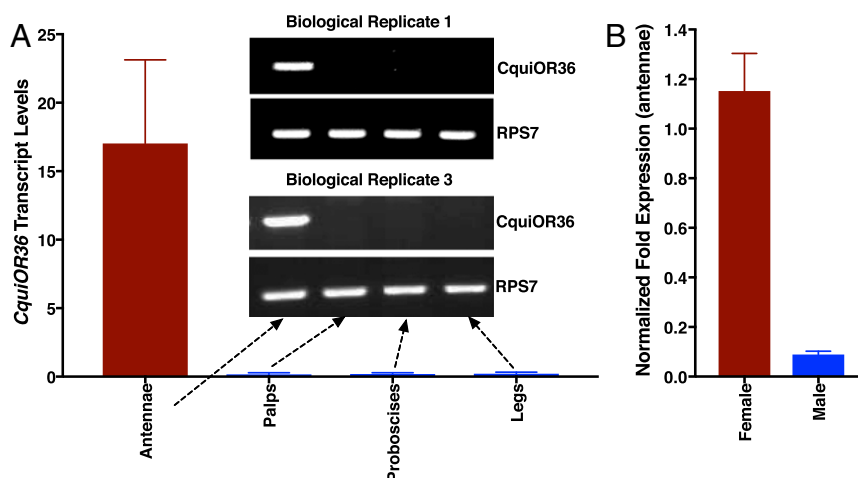 A
CquiOR36 Transcript Levels
25
20
15
10
5
0
Biological Replicate 1
CquiOR36
RPS7
Biological Replicate 3
CquiOR36
RPS7
Antennae
Palps
Proboscises
Legs
B
Normalized Fold Expression (antennae)
1.4
1.2
1.0
0.8
0.6
0.4
0.2
0.0
Female
Male